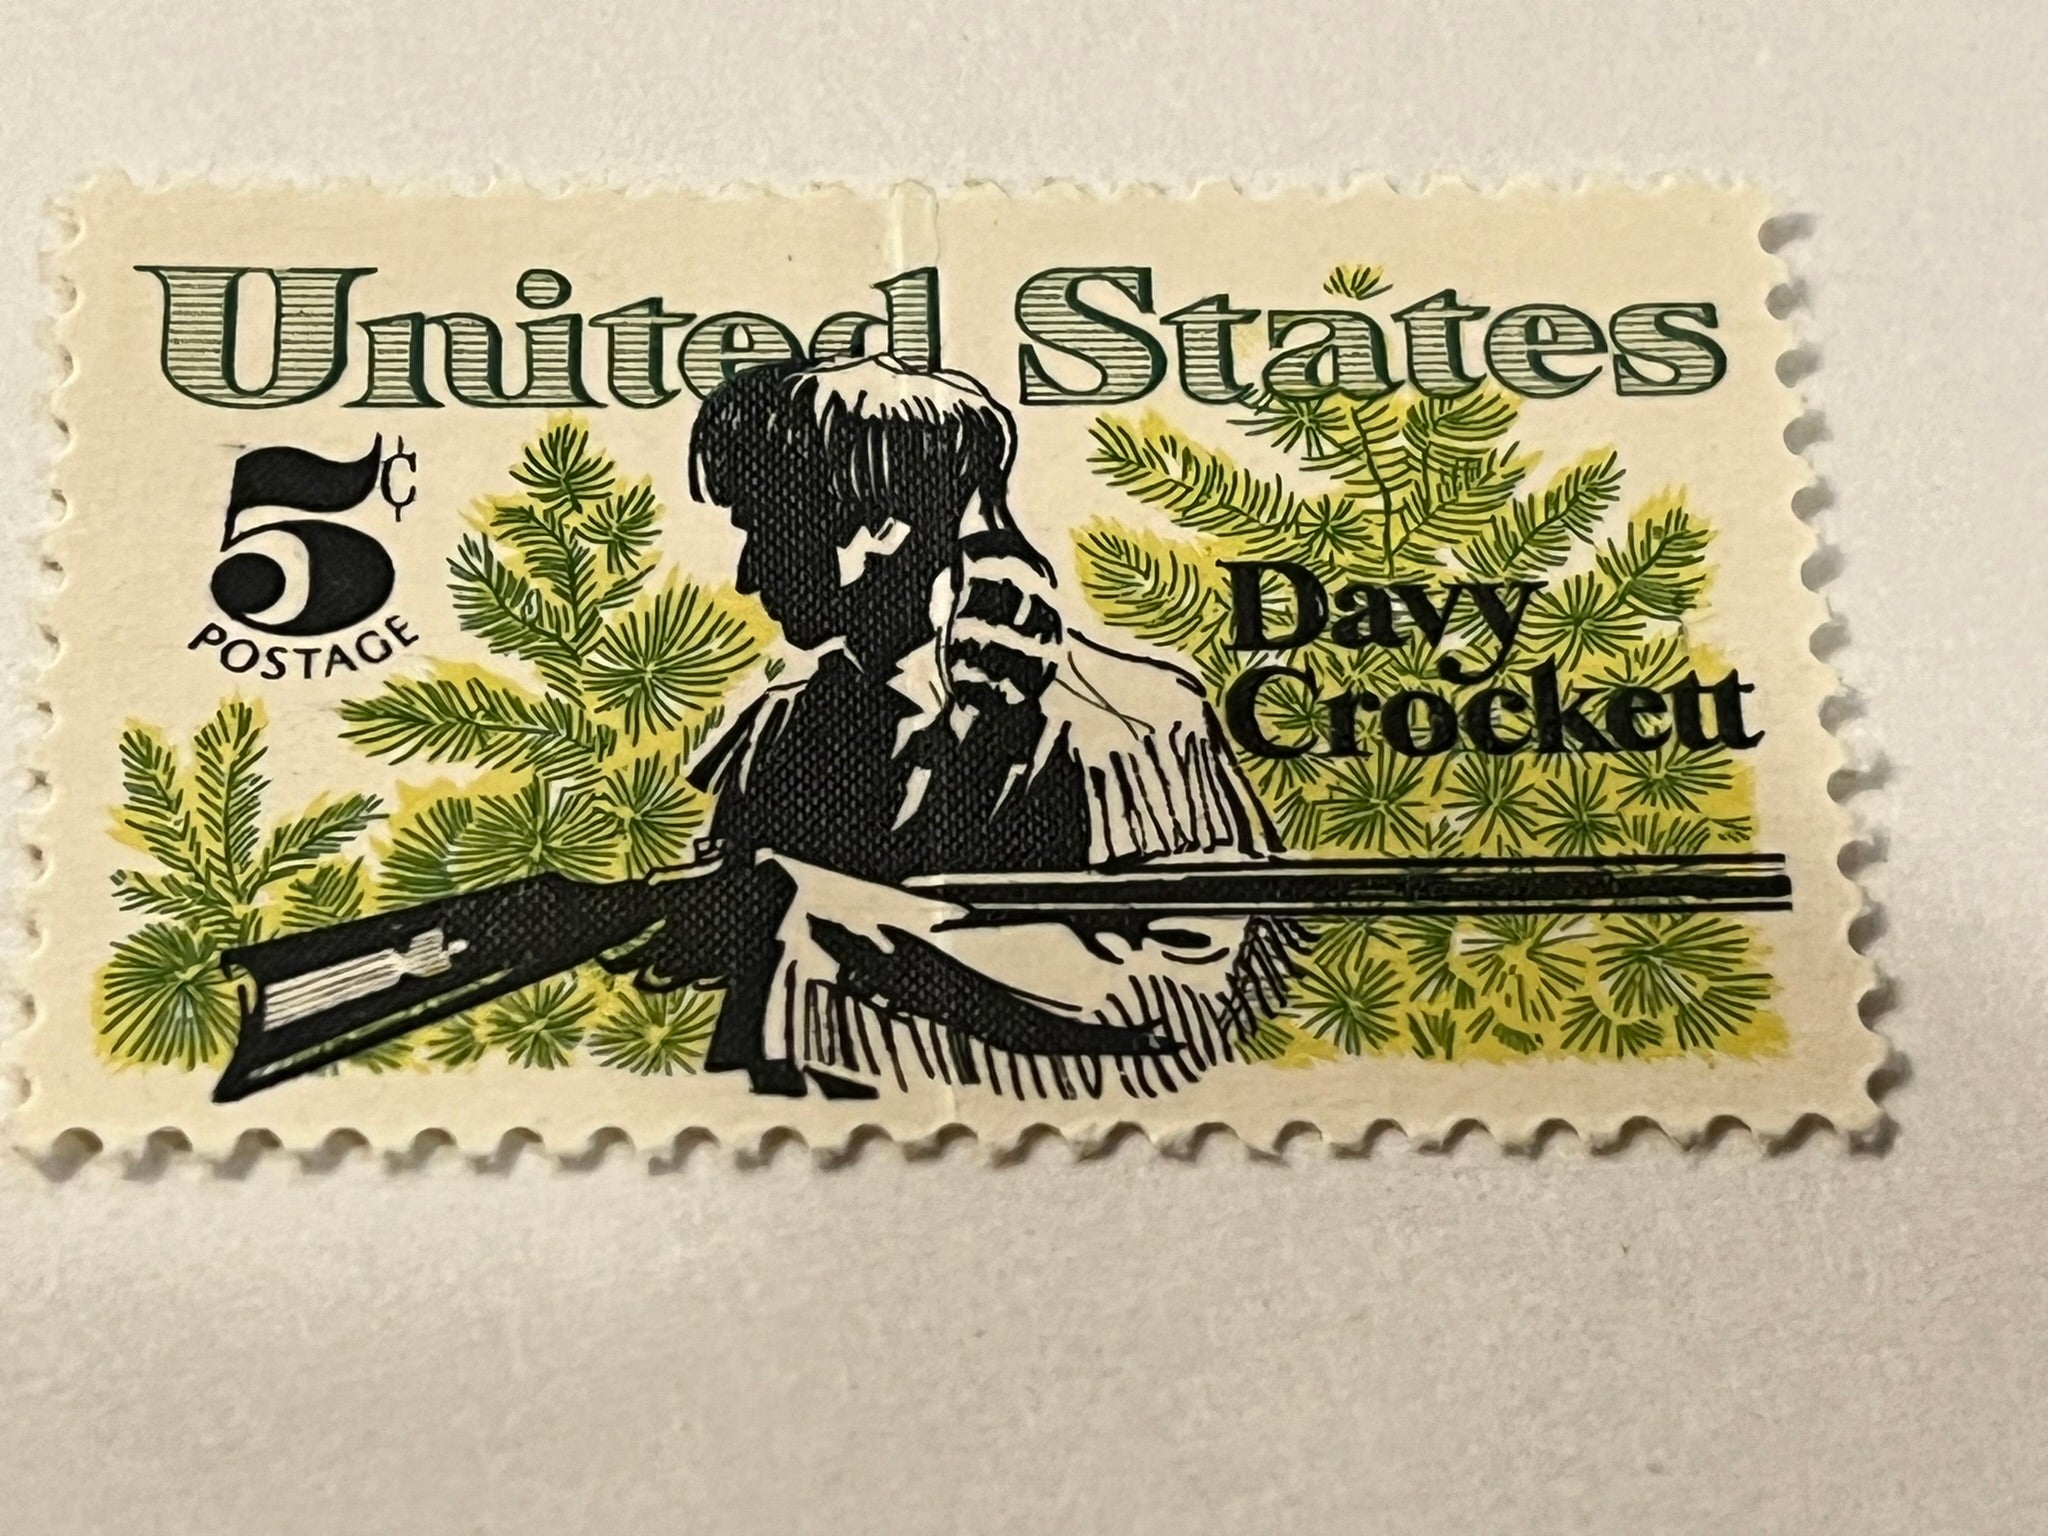 United States
5¢
POSTAGE
Davy
Crockett